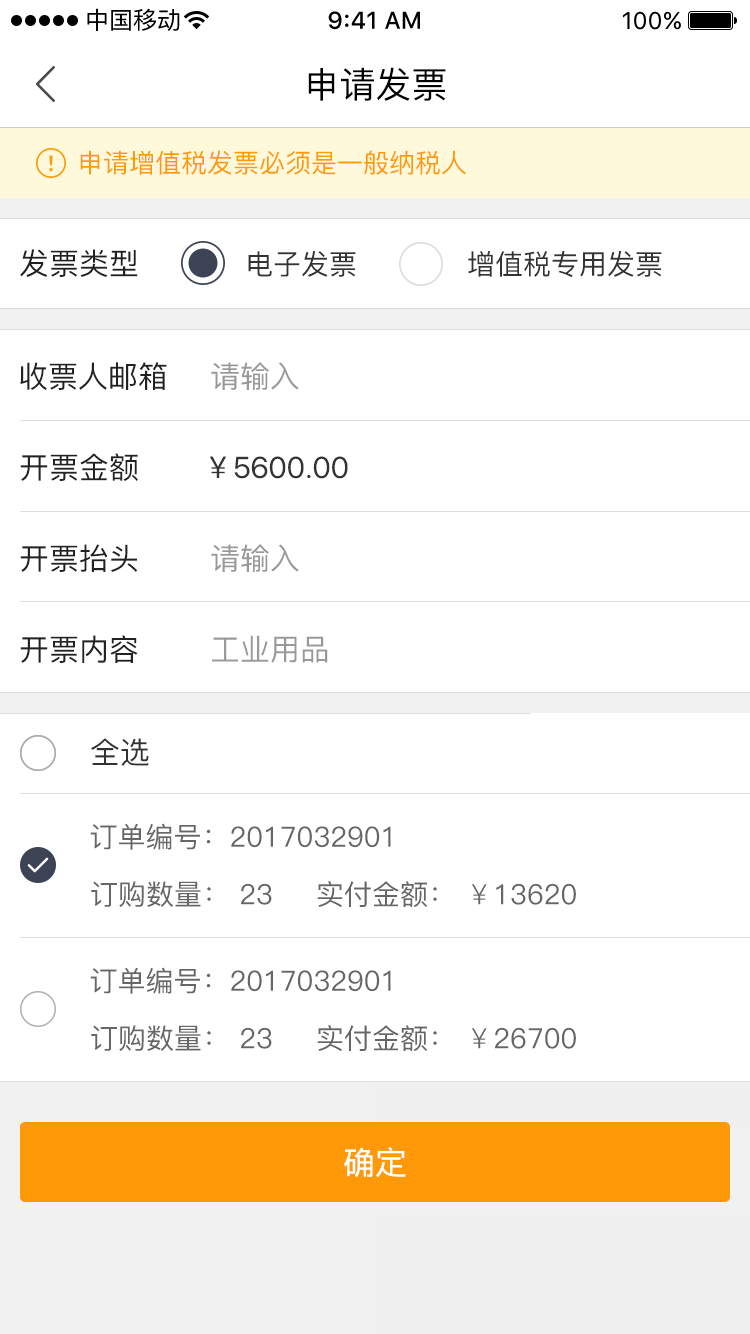 中国移动 9:41 AM 100%
申请发票
申请增值税发票必须是一般纳税人
发票类型 电子发票 增值税专用发票
收票人邮箱 请输入
开票金额 ￥5600.00
开票抬头 请输入
开票内容 工业用品
全选
订单编号：2017032901
订购数量： 23 实付金额： ￥13620
订单编号：2017032901
订购数量： 23 实付金额： ￥26700
确定